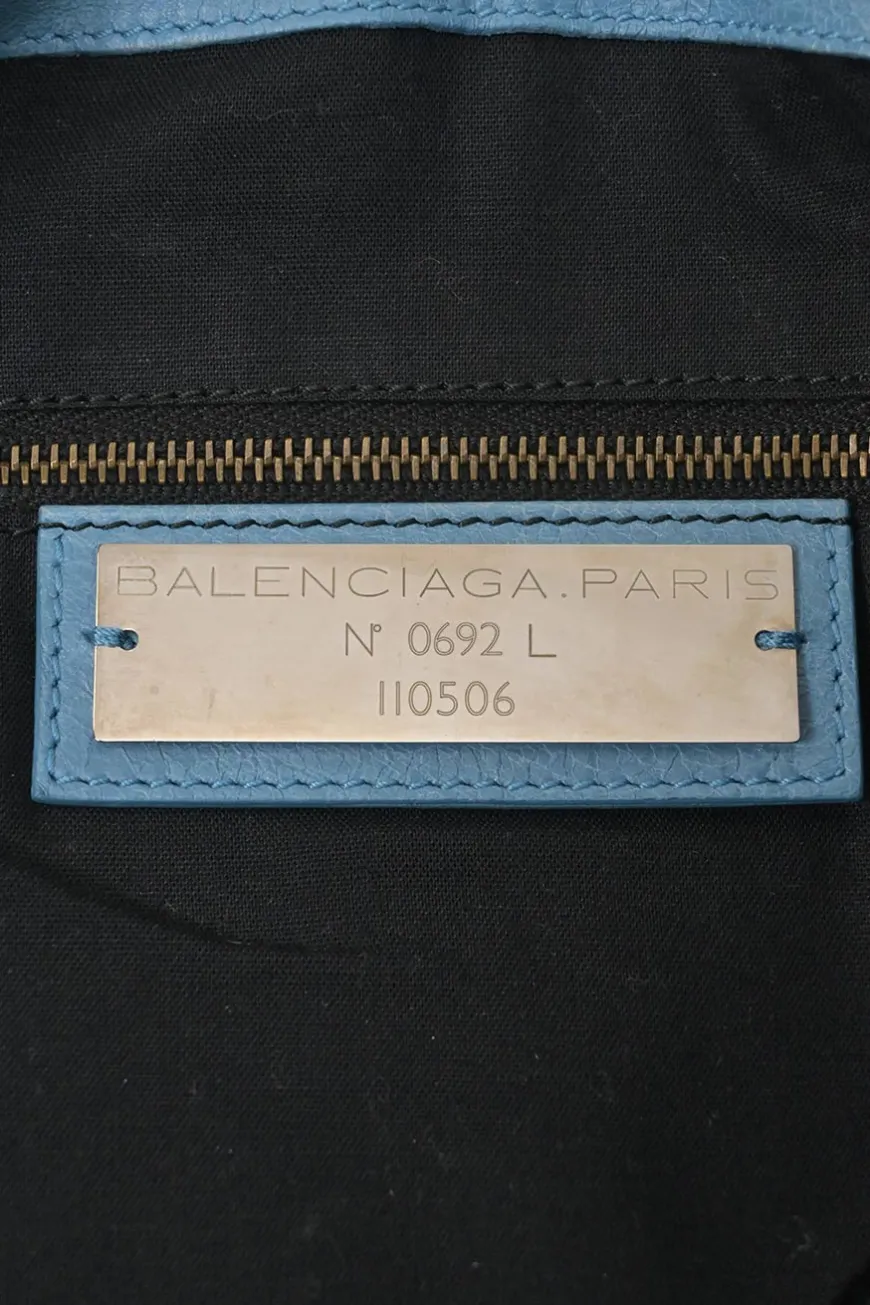 BALENCIAGA.PARIS
N° 0692 L
110506